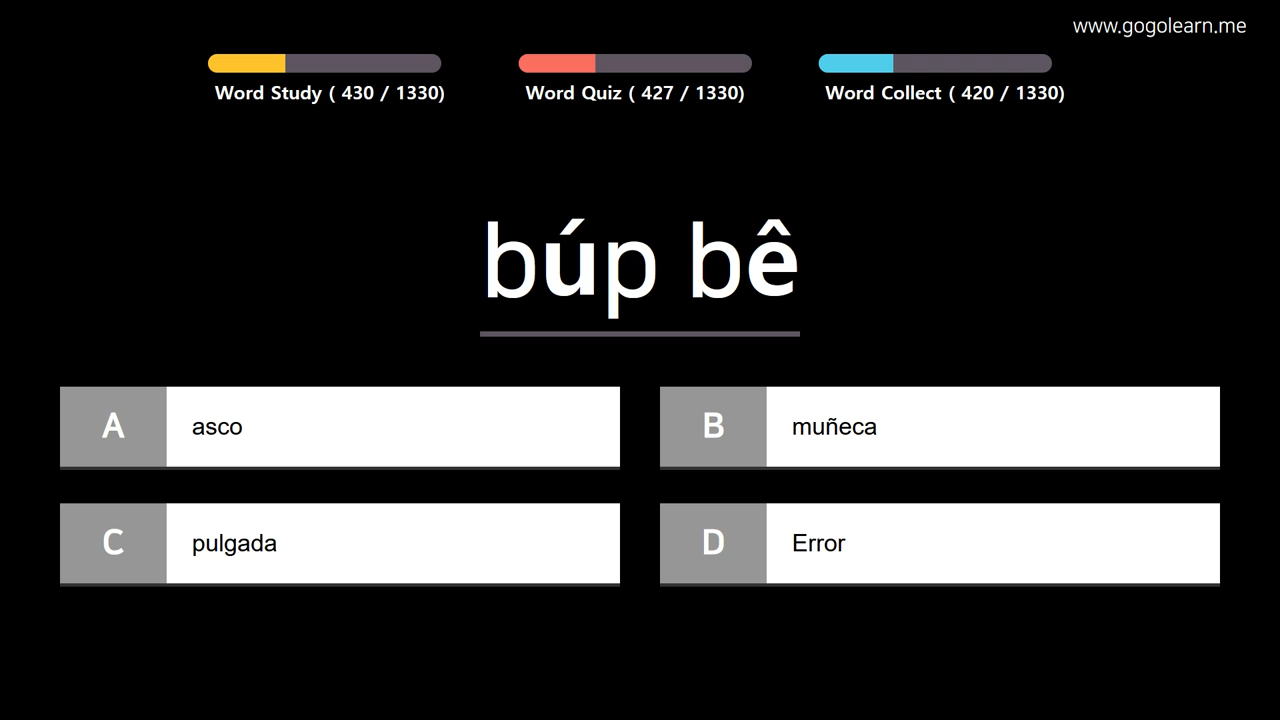 www.gogolearn.me
Word Study ( 430 / 1330)
Word Quiz ( 427 / 1330)
Word Collect ( 420 / 1330)
búp bê
A asco
B muñeca
C pulgada
D Error